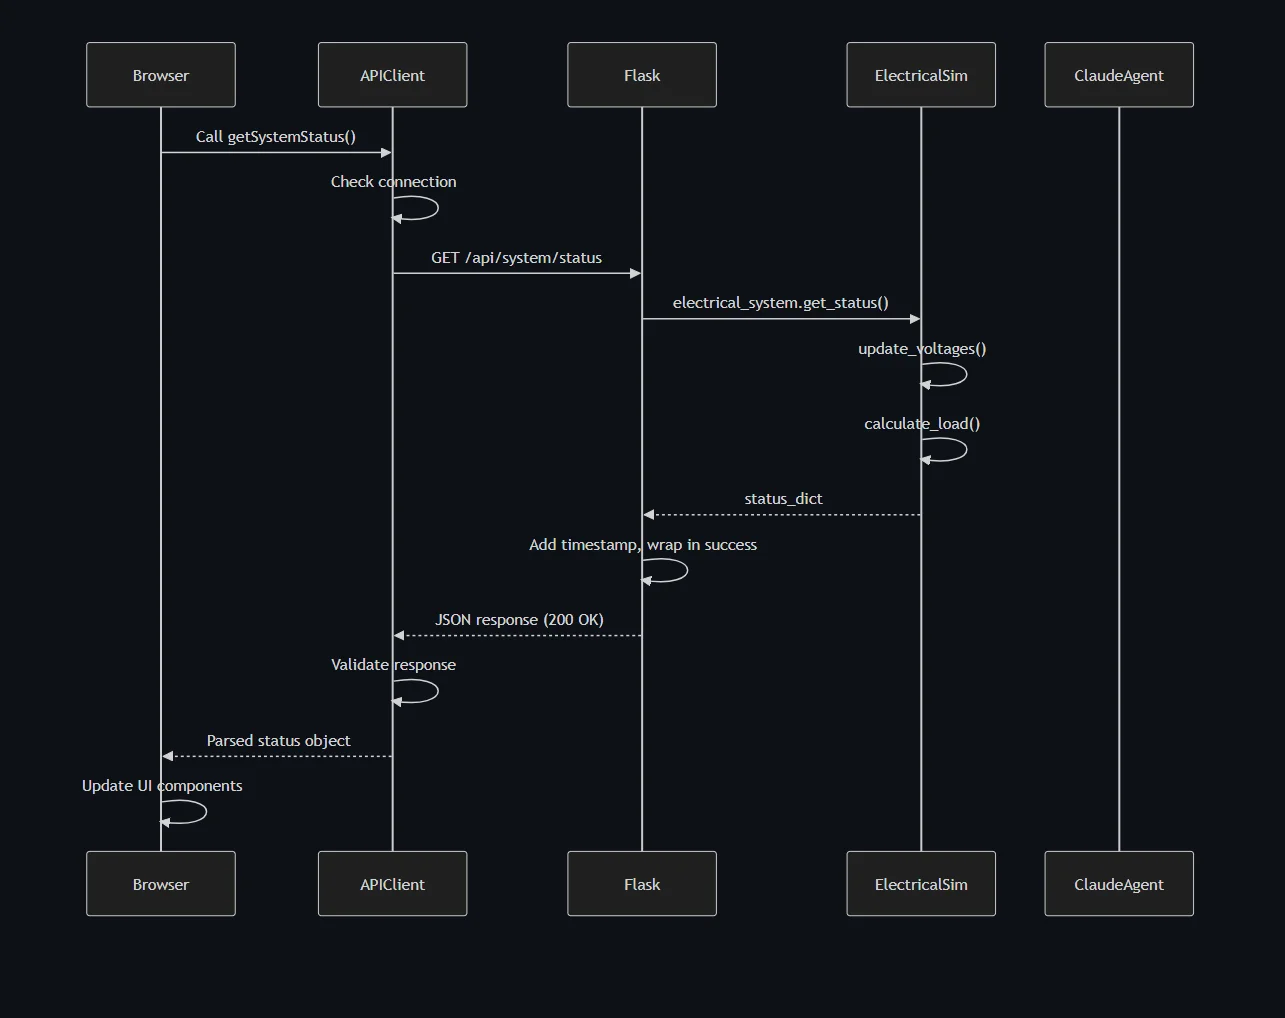 Browser
APIClient
Flask
ElectricalSim
ClaudeAgent
Call getSystemStatus()
Check connection
GET /api/system/status
electrical_system.get_status()
update_voltages()
calculate_load()
status_dict
Add timestamp, wrap in success
JSON response (200 OK)
Validate response
Parsed status object
Update UI components
Browser
APIClient
Flask
ElectricalSim
ClaudeAgent